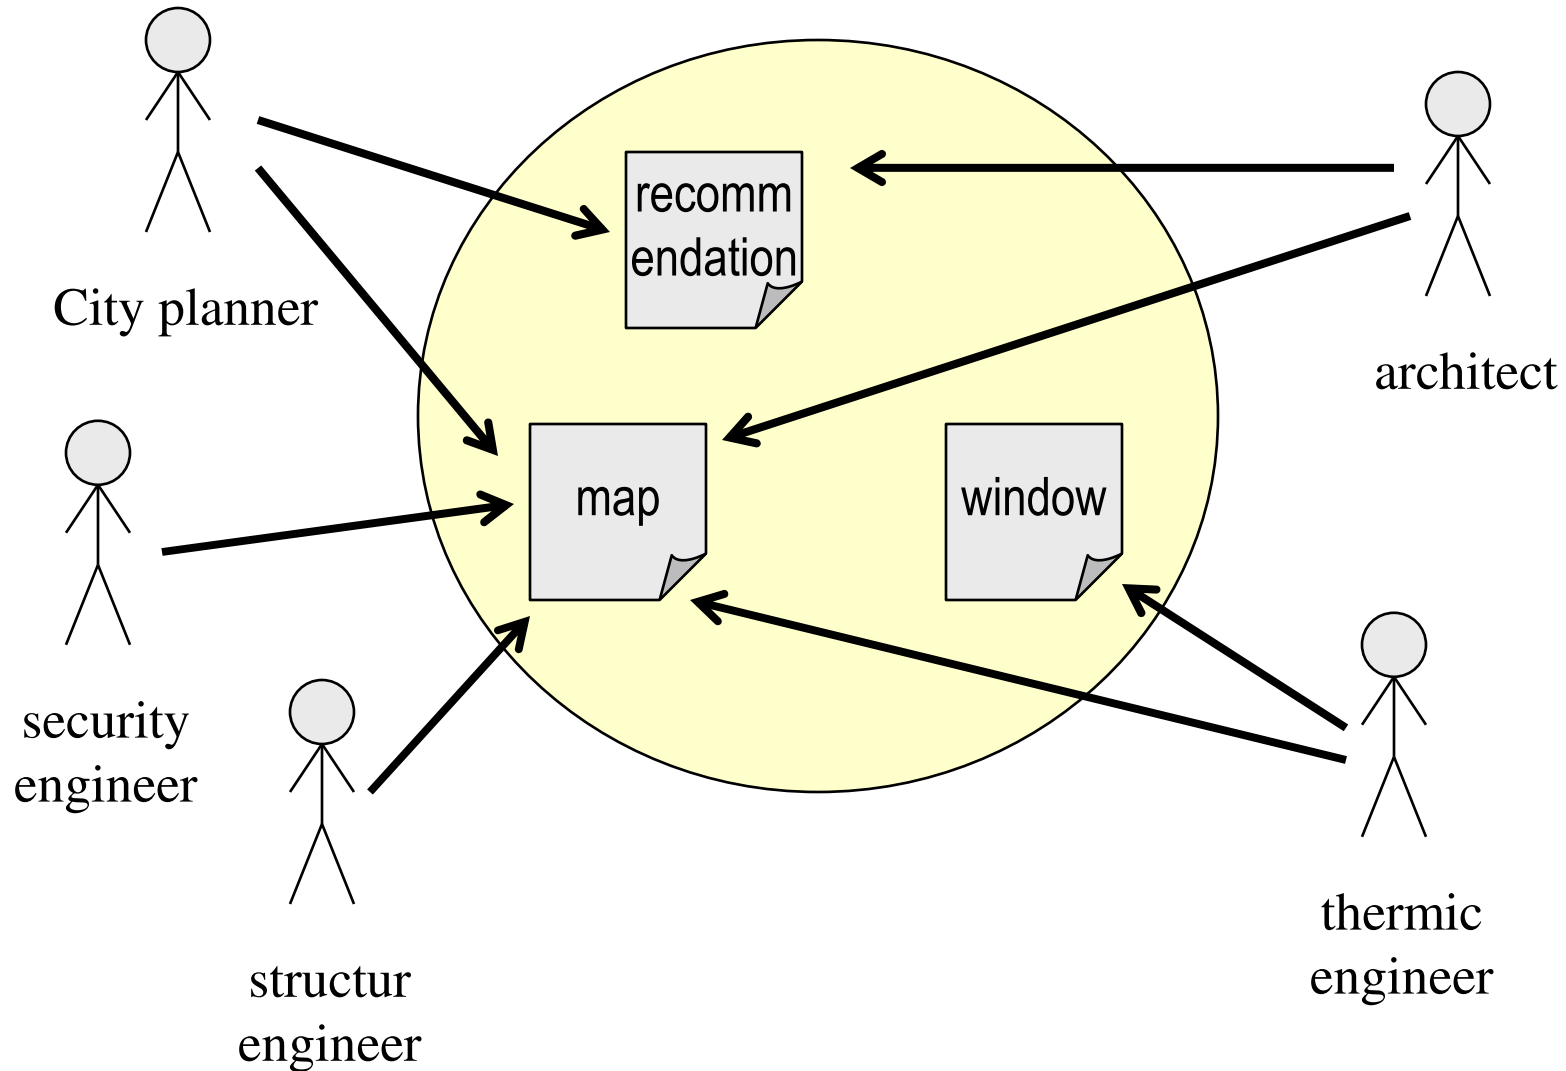 recomm
endation
City planner
architect
map
window
security
engineer
thermic
engineer
structur
engineer